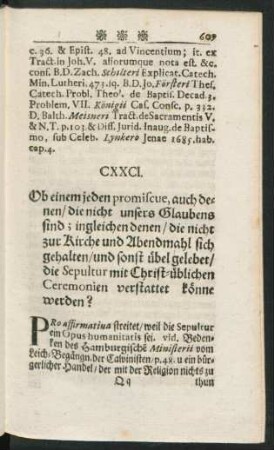 ❋ ❋ ❋ 609
c. 36. & Epist. 48. ad Vincentium; it. ex
Tract. in Joh. V. aliorumque nota est. &c.
conf. B.D. Zach. Schilteri Explicat. Catech.
Min. Lutheri. 473. sq. B.D. Jo. Försteri Thes.
Catech. Probl. Theol. de Baptis. Decad. 3.
Problem. VII. Königii Cas. Consc. p. 332.
D. Balth. Meisneri Tract. de Sacramentis V.
& N.T. p. 103 & Diss. Jurid. Inaug. de Baptis-
mo, sub Celeb. Lynkero Jenae 1685. hab.
cap. 4.
CXXCI.
Ob einem jeden promiscue, auch de-
nen / die nicht unsers Glaubens
sind; ingleichen denen / die nicht
zur Kirche und Abendmahl sich
gehalten / und sonst übel gelebet /
die Sepultur mit Christ-üblichen
Ceremonien verstattet könne
werden?
PRo affirmativa streitet / weil die Sepultur
ein Opus humanitatis sei. vid. Beden-
ken des Hamburgischē Ministerii vom
Leich-Begängn. der Calvinisten / p. 48. u ein bür-
gerlicher Handel / der mit der Religion nichts zu
Qq thun